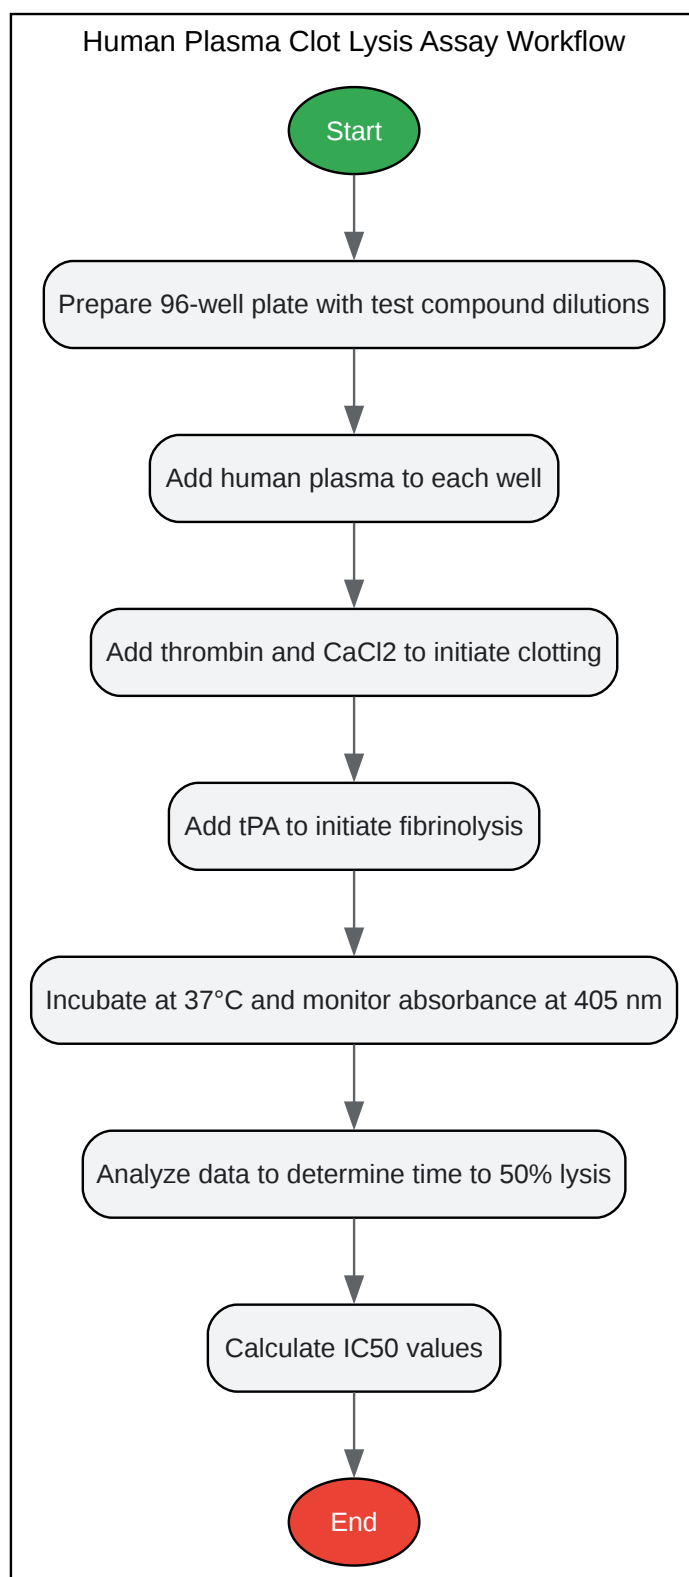 Human Plasma Clot Lysis Assay Workflow
Start
Prepare 96-well plate with test compound dilutions
Add human plasma to each well
Add thrombin and CaCl2 to initiate clotting
Add tPA to initiate fibrinolysis
Incubate at 37°C and monitor absorbance at 405 nm
Analyze data to determine time to 50% lysis
Calculate IC50 values
End